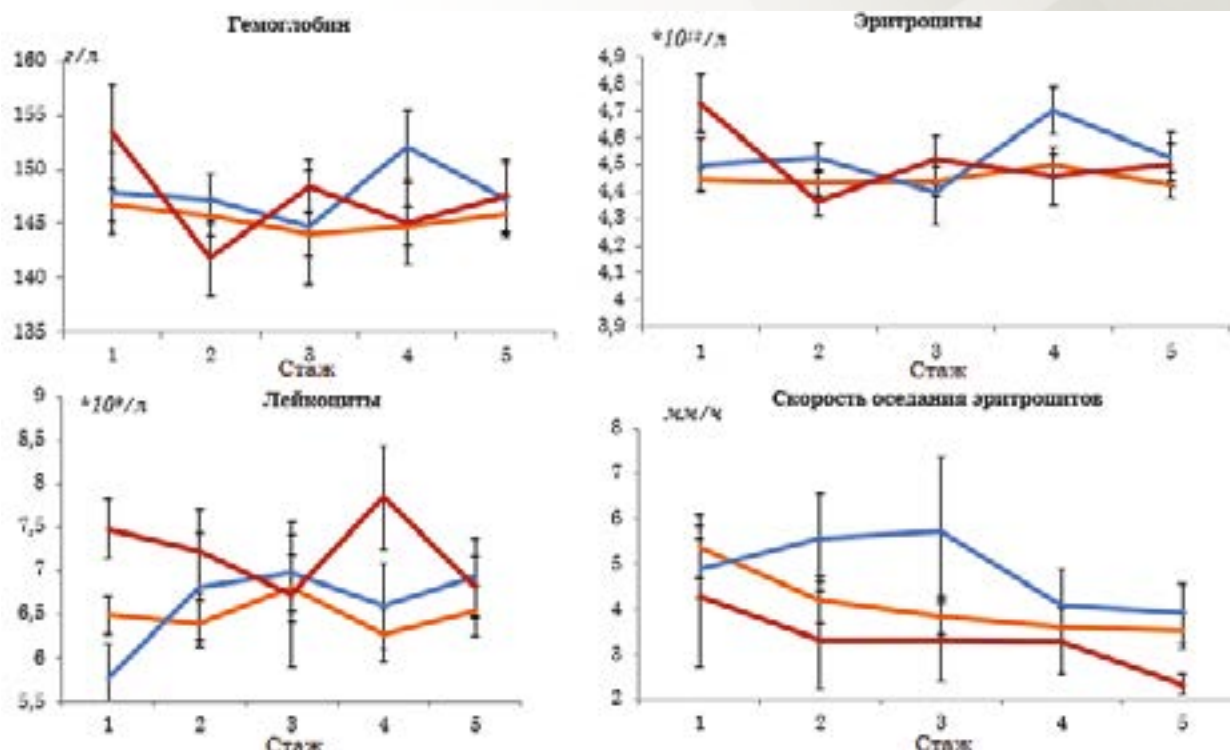 Гемоглобин
г/л
160
155
150
145
140
135
1 2 3 4 5
Стаж
Эритроциты
*10¹²/л
4,9
4,8
4,7
4,6
4,5
4,4
4,3
4,2
4,1
4
3,9
1 2 3 4 5
Стаж
Лейкоциты
*10⁹/л
9
8,5
8
7,5
7
6,5
6
5,5
1 2 3 4 5
Стаж
Скорость оседания эритроцитов
мм/ч
8
7
6
5
4
3
2
1 2 3 4 5
Стаж